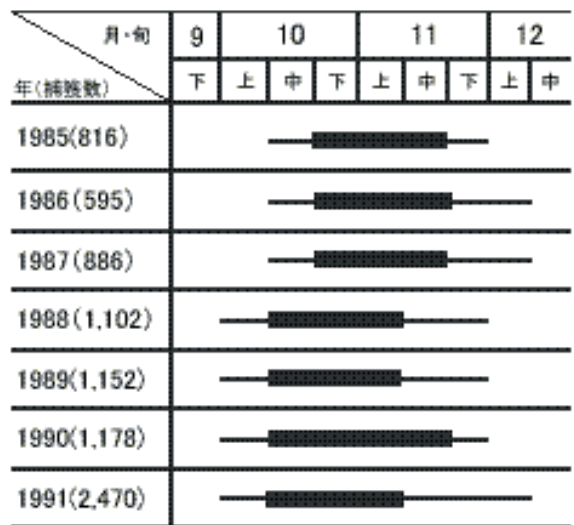 月・旬
9 10 11 12
年(捕獲数)
下 上 中 下 上 中 下 上 中
1985(816)
1986(595)
1987(886)
1988(1,102)
1989(1,152)
1990(1,178)
1991(2,470)